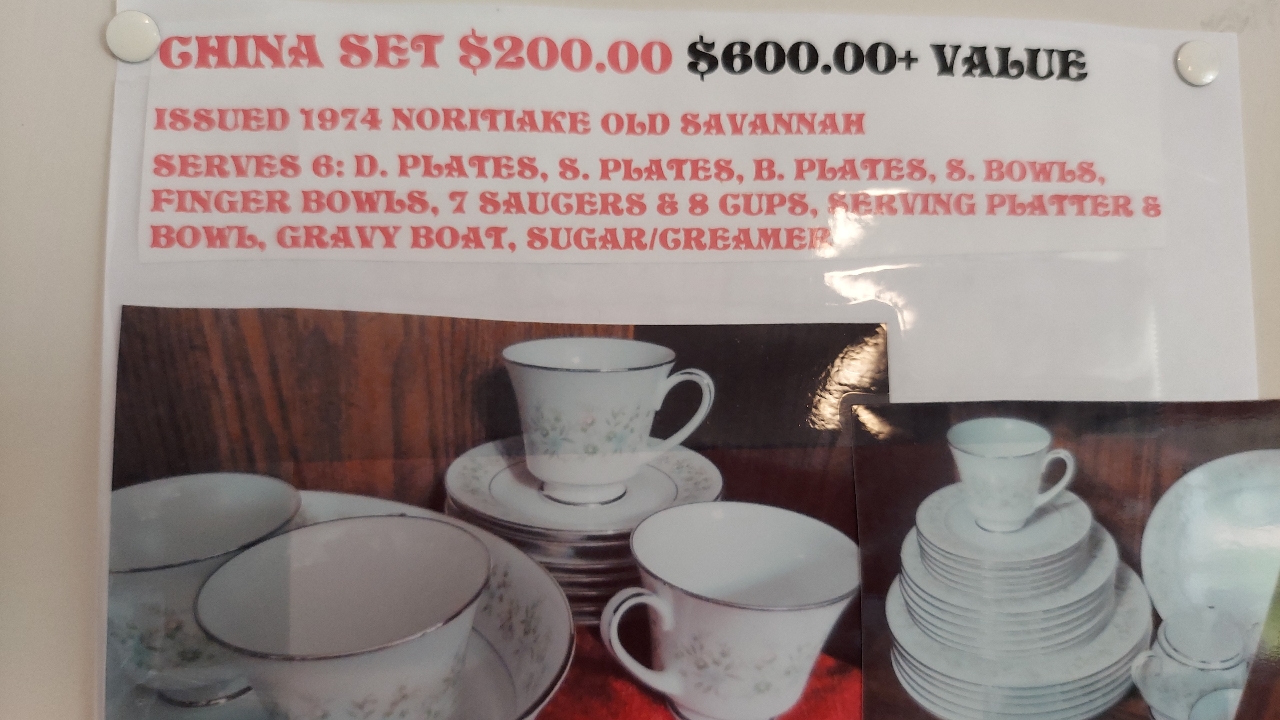 CHINA SET $200.00 $600.00+ VALUE
ISSUED 1974 NORITIAKE OLD SAVANNAH
SERVES 6: D. PLATES, S. PLATES, B. PLATES, S. BOWLS,
FINGER BOWLS, 7 SAUCERS & 8 CUPS, SERVING PLATTER &
BOWL, GRAVY BOAT, SUGAR/CREAMER